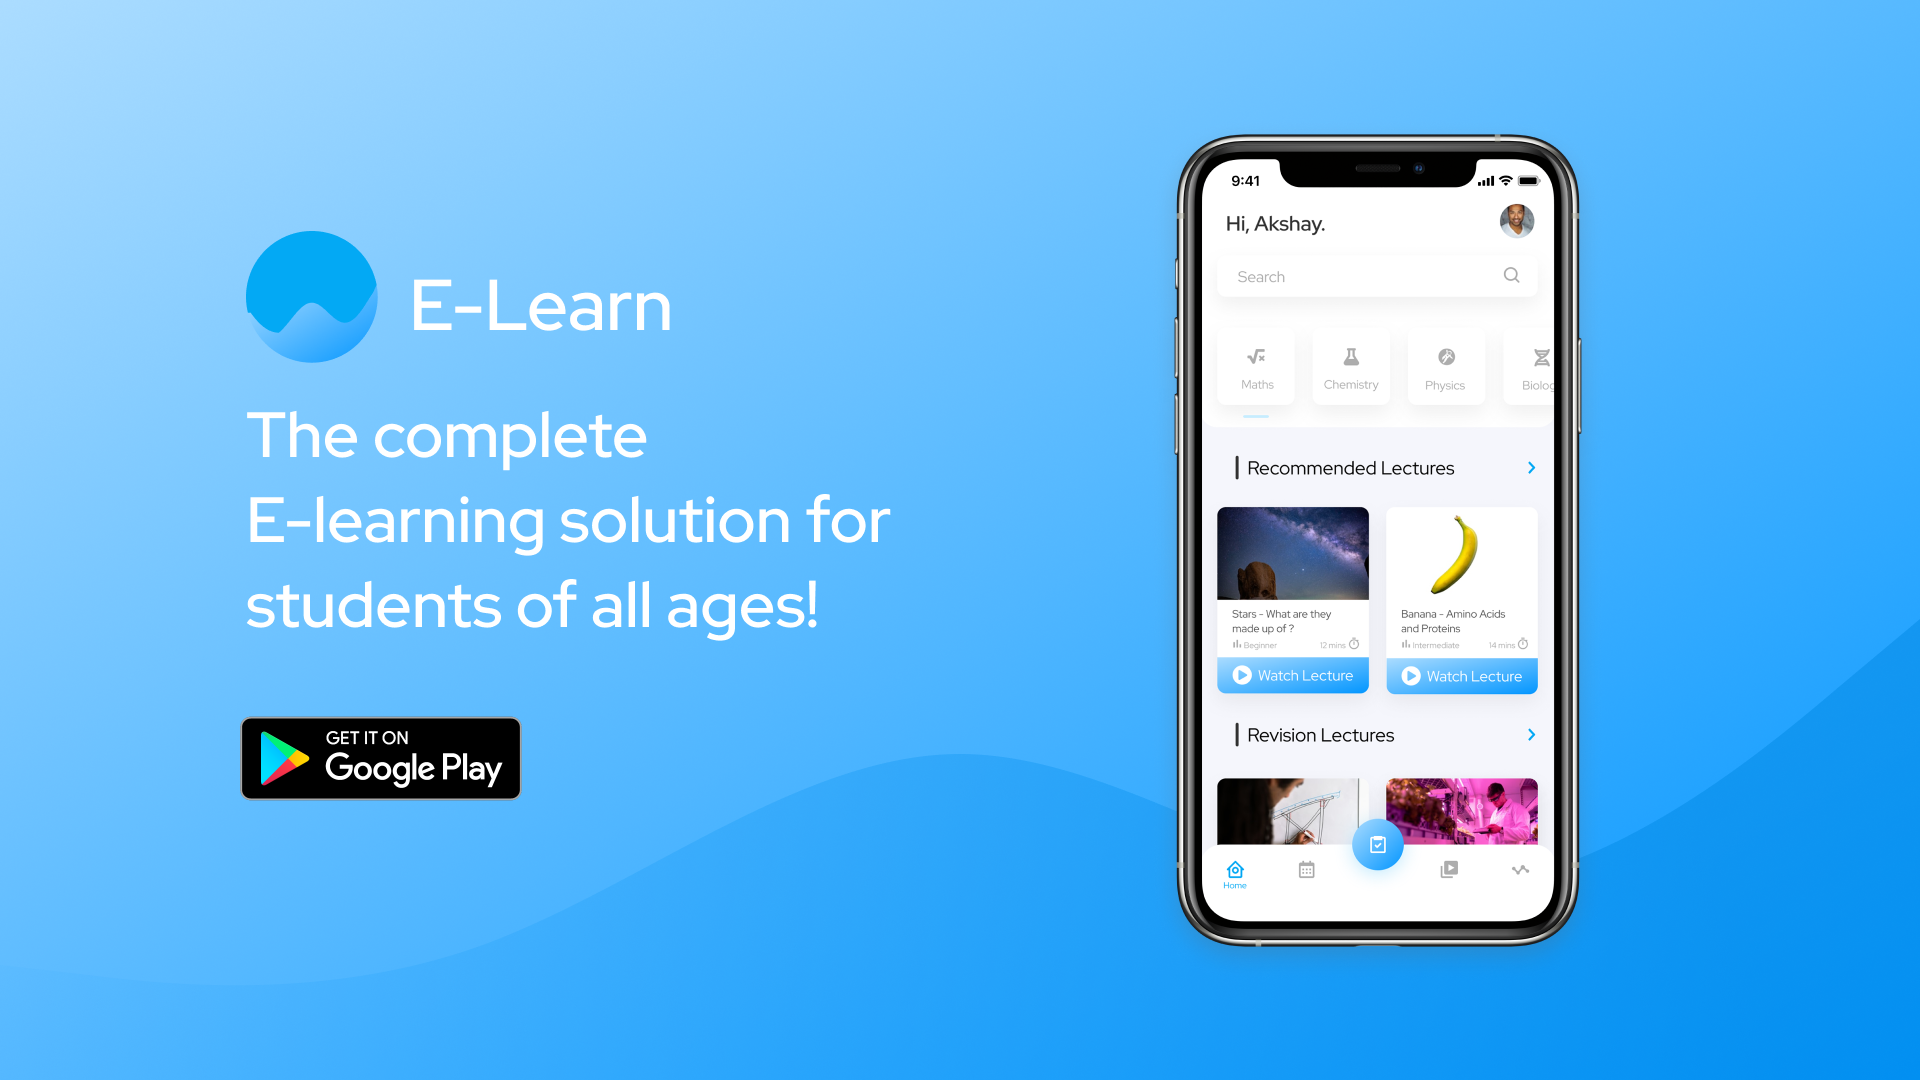 E-Learn
The complete
E-learning solution for
students of all ages!
GET IT ON
Google Play
9:41
Hi, Akshay.
Search
Maths
Chemistry
Physics
Biolog
Recommended Lectures
Stars - What are they
made up of ?
Beginner
12 mins
Watch Lecture
Banana - Amino Acids
and Proteins
Intermediate
14 mins
Watch Lecture
Revision Lectures
Home